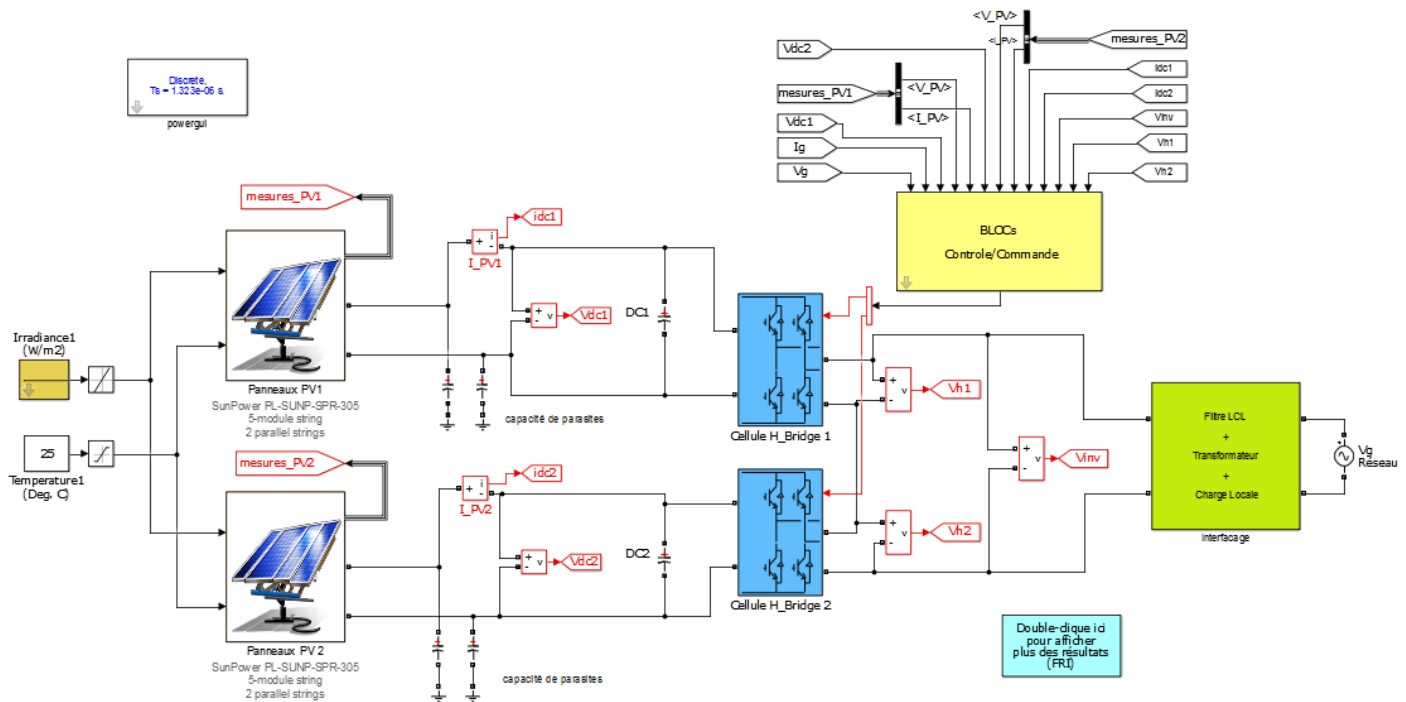 Discrete,
Ts = 1.323e-06 s.
powergui
<V_PV>
<I_PV>
mesures_PV2
Vdc2
mesures_PV1
<V_PV>
<I_PV>
Vdc1
Ig
Vg
Idc1
Idc2
Vinv
Vh1
Vh2
BLOCs
Controle/Commande
mesures_PV1
idc1
+
i
-
I_PV1
+
-
v
Vdc1
DC1
Irradiance1
(W/m2)
Panneaux PV1
SunPower PL-SUNP-SPR-305
5-module string
2 parallel strings
capacité de parasites
Cellule H_Bridge 1
+
-
v
Vh1
25
Temperature1
(Deg. C)
mesures_PV2
idc2
+
i
-
I_PV2
+
-
v
Vdc2
DC2
Panneaux PV 2
SunPower PL-SUNP-SPR-305
5-module string
2 parallel strings
capacité de parasites
Cellule H_Bridge 2
+
-
v
Vh2
+
-
v
Vinv
Filtre LCL
+
Transformateur
+
Charge Locale
Interfacage
Vg
Réseau
Double-clique ici
pour afficher
plus des résultats
(FRI)